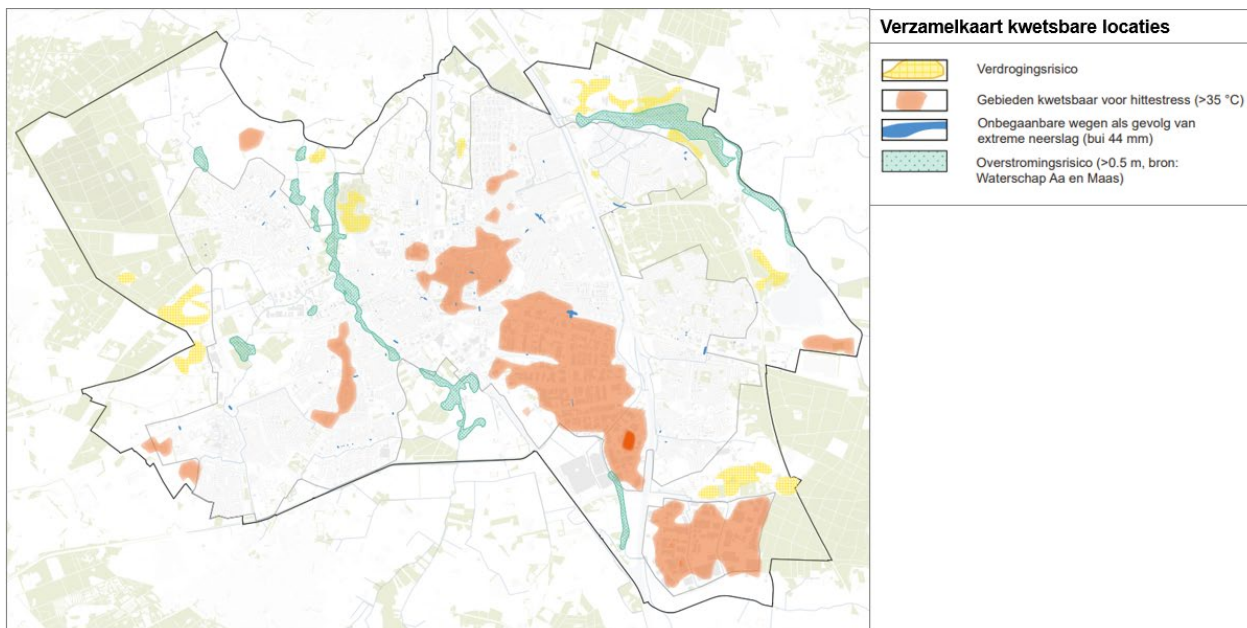 Verzamelkaart kwetsbare locaties
Verdrogingsrisico
Gebieden kwetsbaar voor hittestress (>35 °C)
Onbegaanbare wegen als gevolg van
extreme neerslag (bui 44 mm)
Overstromingsrisico (>0.5 m, bron:
Waterschap Aa en Maas)